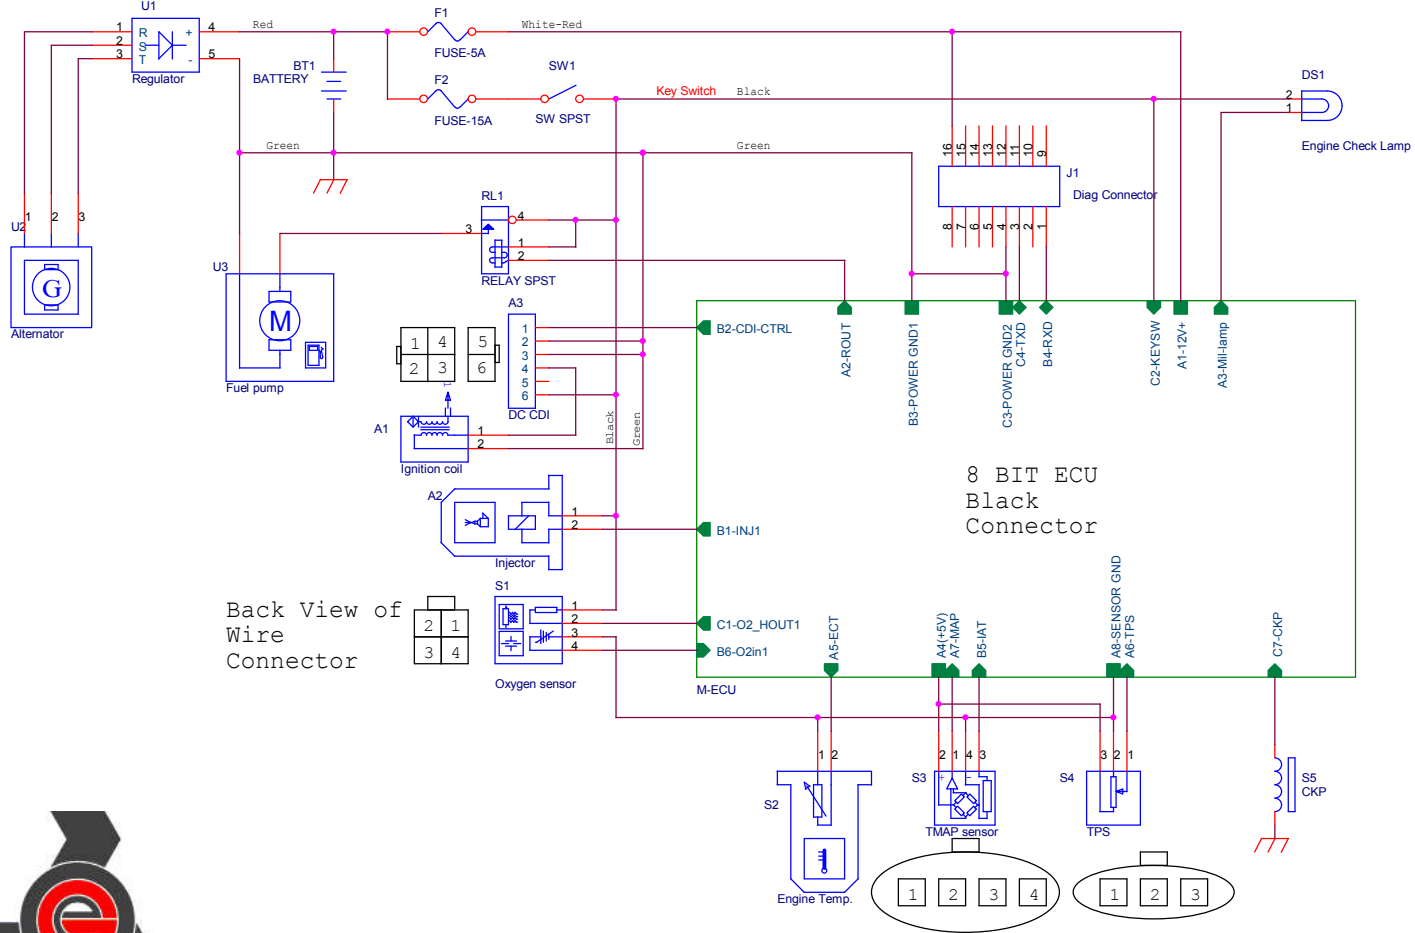 U1
1 R + 4
2 S
3 T - 5
Regulator
Red
BT1
BATTERY
F1
FUSE-5A
White-Red
F2
FUSE-15A
SW1
SW SPST
Key Switch
Black
DS1
2
1
Engine Check Lamp
Green
Green
16 15 14 13 12 11 10 9
J1
Diag Connector
8 7 6 5 4 3 2 1
U2
1 2 3
G
Alternator
U3
M
Fuel pump
RL1
3
4
1
2
RELAY SPST
A3
1
2
3
4
5
6
DC CDI
1 4
2 3
5
6
1
A1
1
2
Ignition coil
Black
Green
A2
1
2
Injector
Back View of
Wire
Connector
2 1
3 4
S1
1
2
3
4
Oxygen sensor
B2-CDI-CTRL
B1-INJ1
C1-O2_HOUT1
B6-O2in1
M-ECU
A2-ROUT
B3-POWER GND1
C3-POWER GND2
C4-TXD
B4-RXD
C2-KEYSW
A1-12V+
A3-Mil-lamp
8 BIT ECU
Black
Connector
A5-ECT
A4(+5V)
A7-MAP
B5-IAT
A8-SENSOR GND
A6-TPS
C7-CKP
1 2
S2
Engine Temp.
2 1 4 3
S3
+ -
TMAP sensor
1 2 3 4
3 2 1
S4
TPS
1 2 3
S5
CKP
e